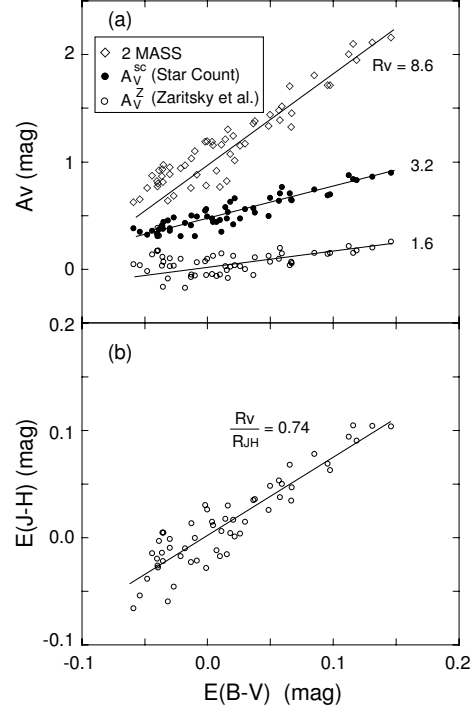 (a)
2 MASS
A_V^SC (Star Count)
A_V^Z (Zaritsky et al.)
Rv = 8.6
3.2
1.6
2
1
0
Av (mag)
0.2
(b)
Rv
R_JH
= 0.74
0.1
0.0
-0.1
E(J-H) (mag)
-0.1
0.0
0.1
0.2
E(B-V) (mag)